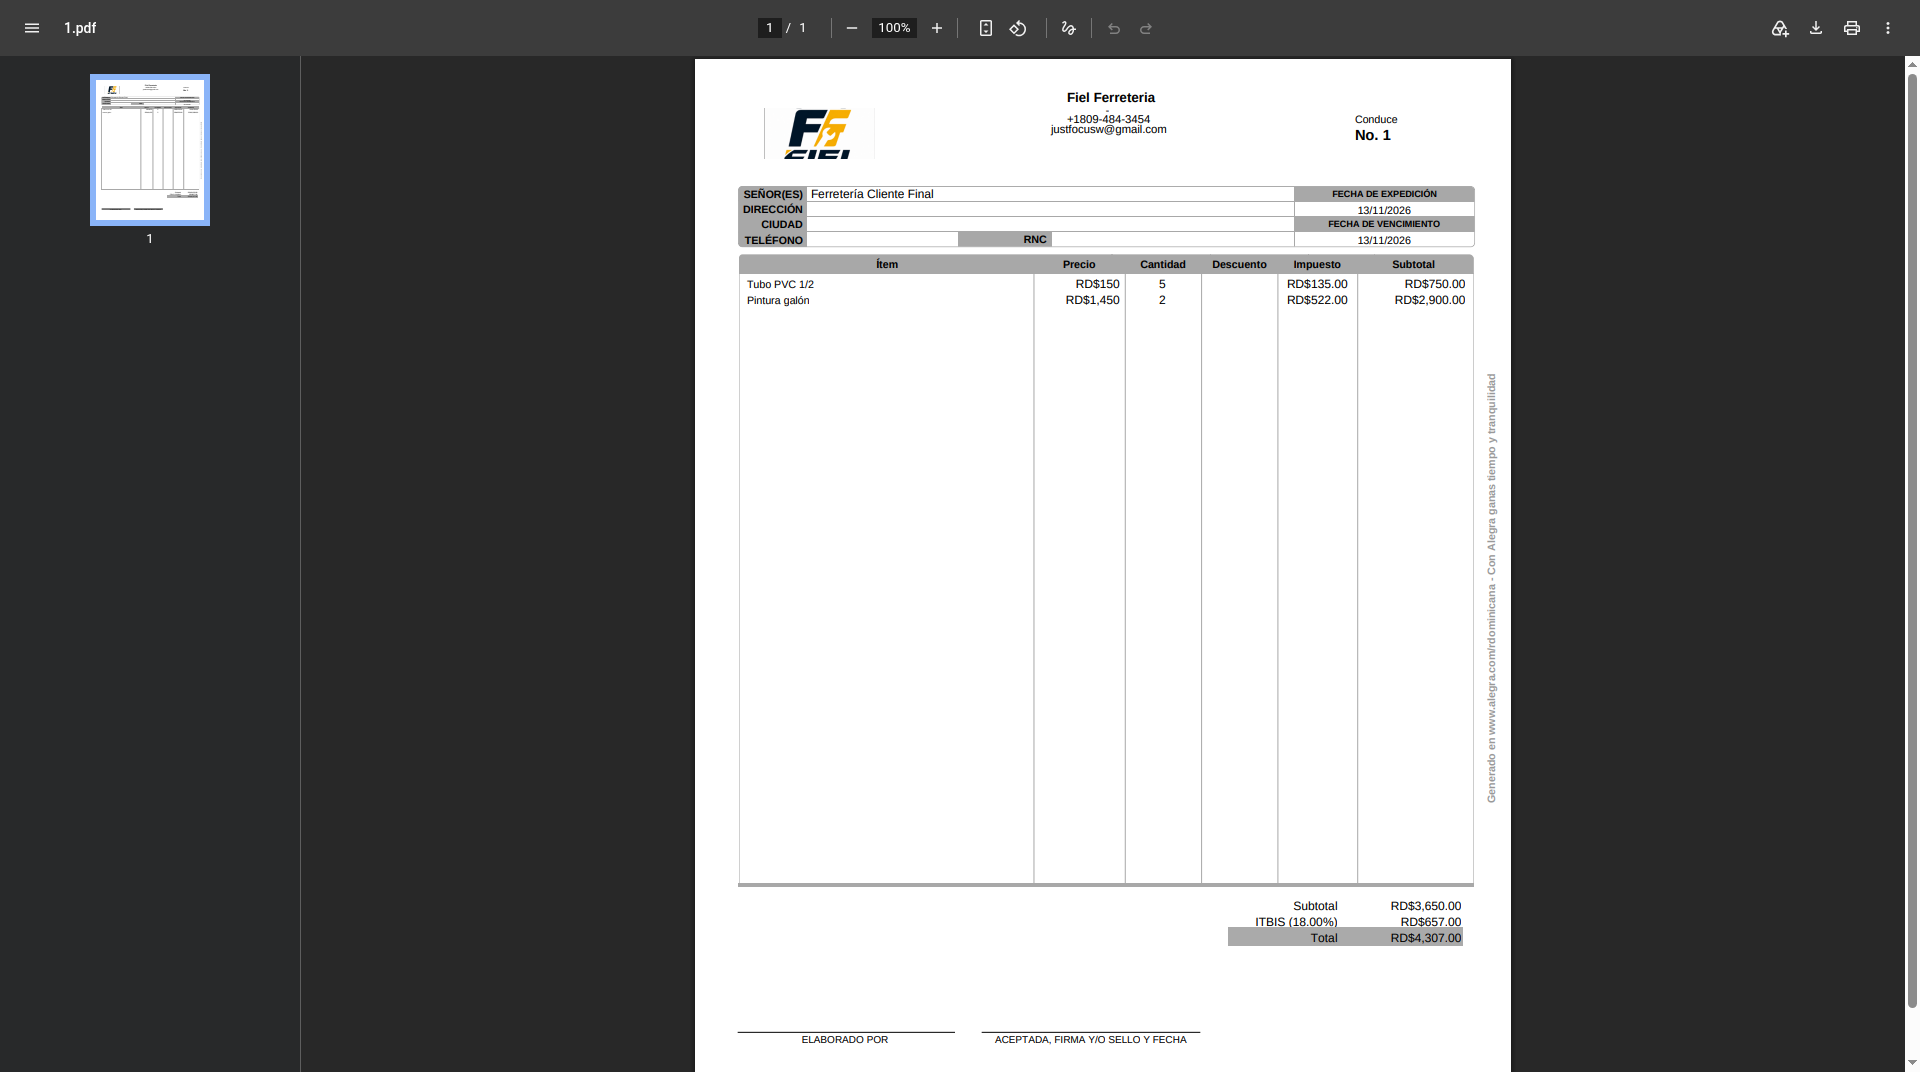 1.pdf
1 / 1
100%
1
Fiel Ferreteria
-
+1809-484-3454
justfocusw@gmail.com
Conduce
No. 1
SEÑOR(ES) Ferretería Cliente Final FECHA DE EXPEDICIÓN
DIRECCIÓN 13/11/2026
CIUDAD FECHA DE VENCIMIENTO
TELÉFONO RNC 13/11/2026
Ítem Precio Cantidad Descuento Impuesto Subtotal
Tubo PVC 1/2 RD$150 5 RD$135.00 RD$750.00
Pintura galón RD$1,450 2 RD$522.00 RD$2,900.00
Generado en www.alegra.com/rdominicana - Con Alegra ganas tiempo y tranquilidad
Subtotal RD$3,650.00
ITBIS (18.00%) RD$657.00
Total RD$4,307.00
ELABORADO POR ACEPTADA, FIRMA Y/O SELLO Y FECHA